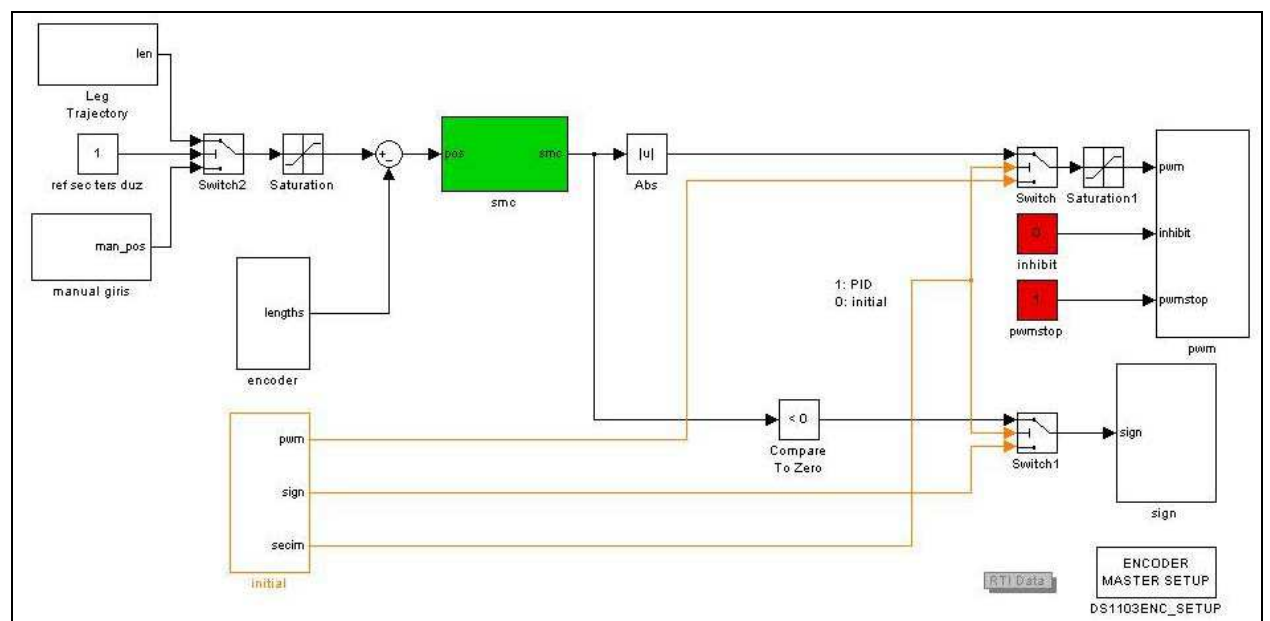 len
Leg
Trajectory
1
ref sec ters duz
Switch2
Saturation
man_pos
manual giris
+
-
pos
smc
smc
|u|
Abs
lengths
encoder
Switch
Saturation1
pwm
inhibit
pwmstop
pwm
0
inhibit
1
pwmstop
1: PID
0: initial
pwm
sign
secim
initial
< 0
Compare
To Zero
Switch1
sign
sign
RTI Data
ENCODER
MASTER SETUP
DS1103ENC_SETUP